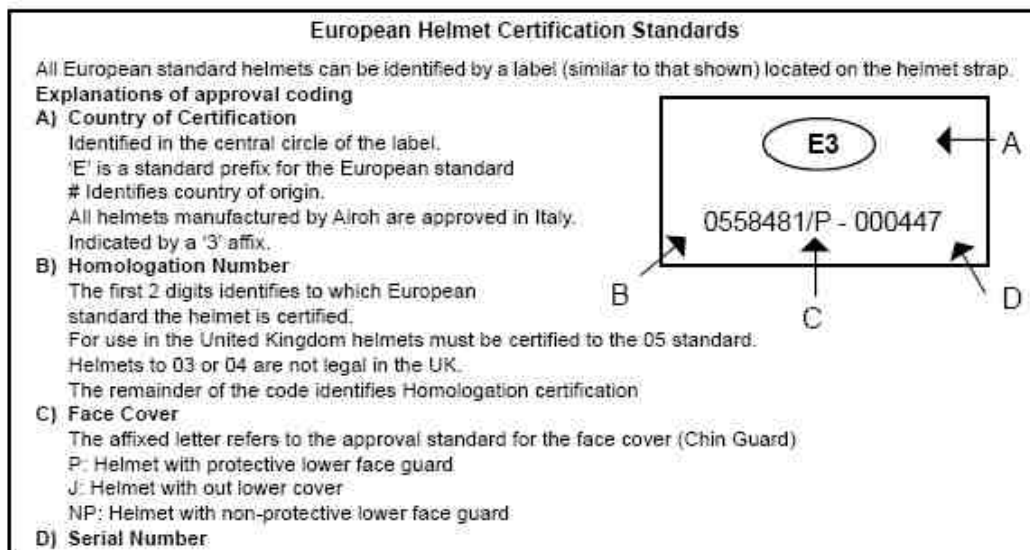 European Helmet Certification Standards
All European standard helmets can be identified by a label (similar to that shown) located on the helmet strap.
Explanations of approval coding
A) Country of Certification
Identified in the central circle of the label.
'E' is a standard prefix for the European standard
# Identifies country of origin.
All helmets manufactured by Airoh are approved in Italy.
Indicated by a '3' affix.
B) Homologation Number
The first 2 digits identifies to which European
standard the helmet is certified.
For use in the United Kingdom helmets must be certified to the 05 standard.
Helmets to 03 or 04 are not legal in the UK.
The remainder of the code identifies Homologation certification
C) Face Cover
The affixed letter refers to the approval standard for the face cover (Chin Guard)
P: Helmet with protective lower face guard
J: Helmet with out lower cover
NP: Helmet with non-protective lower face guard
D) Serial Number
E3
A
0558481/P - 000447
B
C
D